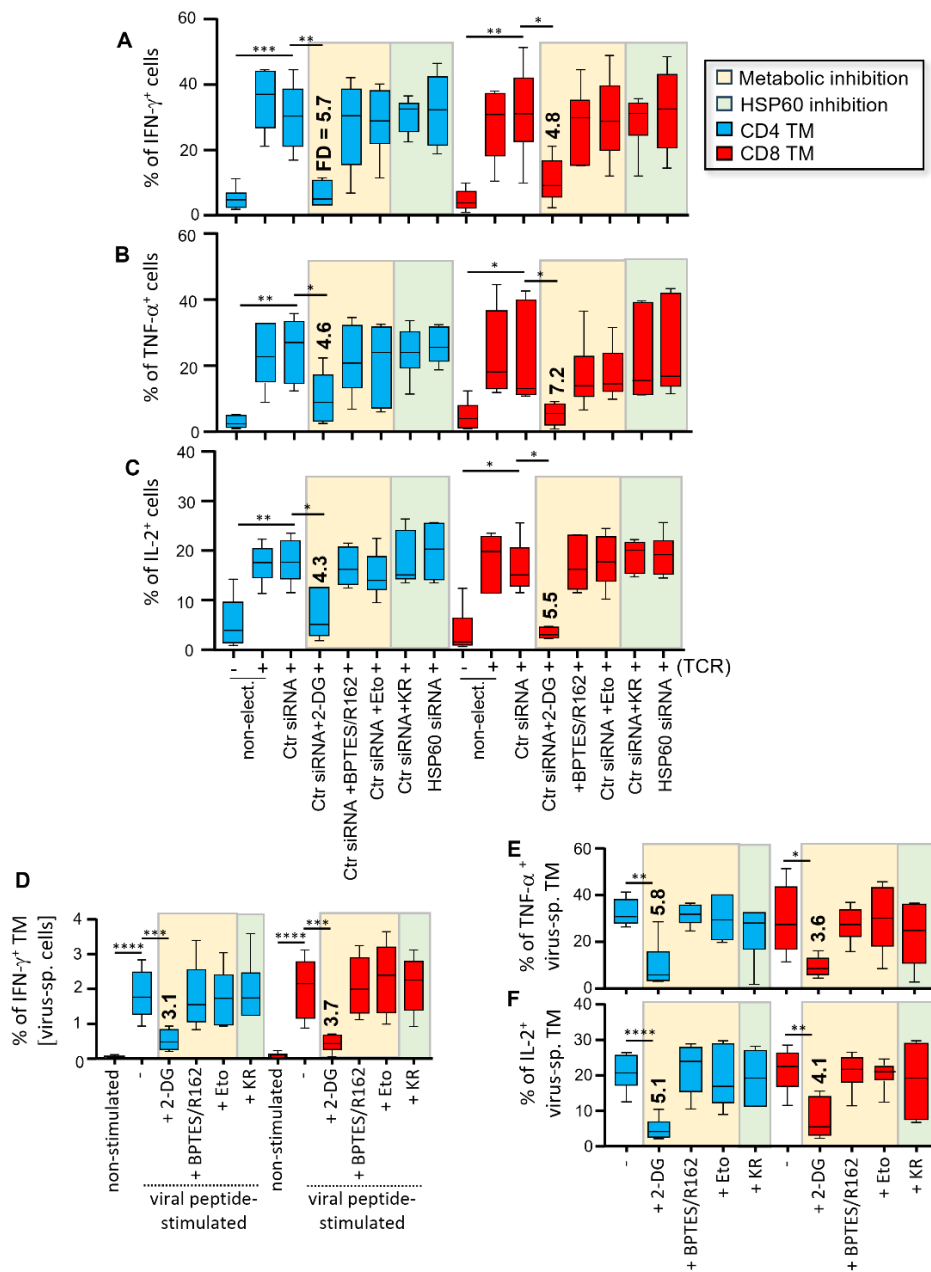 A
% of IFN-γ⁺ cells
60
40
20
0
***
**
FD = 5.7
**
*
4.8
Metabolic inhibition
HSP60 inhibition
CD4 TM
CD8 TM
B
% of TNF-α⁺ cells
60
40
20
0
**
*
4.6
*
*
7.2
C
% of IL-2⁺ cells
40
30
20
10
0
**
*
4.3
*
*
5.5
- + + + + + + + - + + + + + + + (TCR)
non-elect.
Ctr siRNA
Ctr siRNA+2-DG
Ctr siRNA +BPTES/R162
Ctr siRNA +Eto
Ctr siRNA+KR
HSP60 siRNA
non-elect.
Ctr siRNA
Ctr siRNA+2-DG
+BPTES/R162
Ctr siRNA +Eto
Ctr siRNA+KR
HSP60 siRNA
D
% of IFN-γ⁺ TM
[virus-sp. cells]
4
3
2
1
0
****
***
3.1
****
***
3.7
non-stimulated
-
+ 2-DG
+ BPTES/R162
+ Eto
+ KR
non-stimulated
-
+ 2-DG
+ BPTES/R162
+ Eto
+ KR
viral peptide-
stimulated
viral peptide-
stimulated
E
% of TNF-α⁺
virus-sp. TM
60
40
20
0
**
5.8
*
3.6
F
% of IL-2⁺
virus-sp. TM
40
30
20
10
0
****
5.1
**
4.1
-
+ 2-DG
+ BPTES/R162
+ Eto
+ KR
-
+ 2-DG
+ BPTES/R162
+ Eto
+ KR